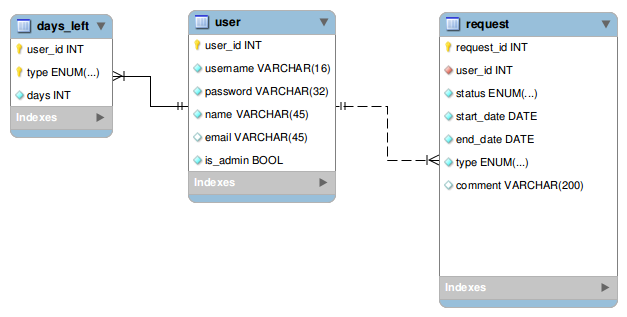 days_left
user_id INT
type ENUM(...)
days INT
Indexes
user
user_id INT
username VARCHAR(16)
password VARCHAR(32)
name VARCHAR(45)
email VARCHAR(45)
is_admin BOOL
Indexes
request
request_id INT
user_id INT
status ENUM(...)
start_date DATE
end_date DATE
type ENUM(...)
comment VARCHAR(200)
Indexes